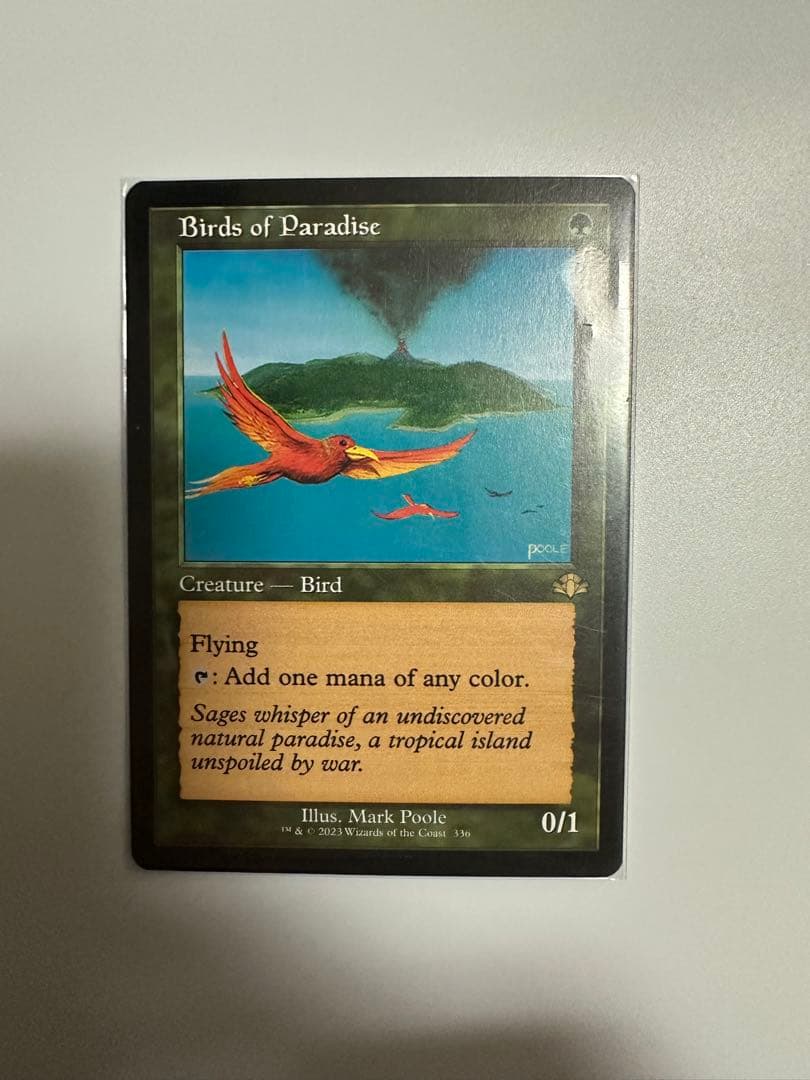 Birds of Paradise
POOLE
Creature — Bird
Flying
: Add one mana of any color.
Sages whisper of an undiscovered
natural paradise, a tropical island
unspoiled by war.
Illus. Mark Poole
™ & © 2023 Wizards of the Coast 336
0/1